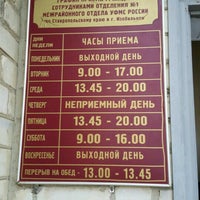 СОТРУДНИКАМИ ОТДЕЛЕНИЯ №1
МЕЖРАЙОННОГО ОТДЕЛА УФМС РОССИИ
ПО СТАВРОПОЛЬСКОМУ КРАЮ В Г. ИЗОБИЛЬНОМ
ДНИ НЕДЕЛИ ЧАСЫ ПРИЕМА
ПОНЕДЕЛЬНИК ВЫХОДНОЙ ДЕНЬ
ВТОРНИК 9.00 - 17.00
СРЕДА 13.45 - 20.00
ЧЕТВЕРГ НЕПРИЕМНЫЙ ДЕНЬ
ПЯТНИЦА 13.45 - 20.00
СУББОТА 9.00 - 16.00
ВОСКРЕСЕНЬЕ ВЫХОДНОЙ ДЕНЬ
ПЕРЕРЫВ НА ОБЕД - 13.00 - 13.45